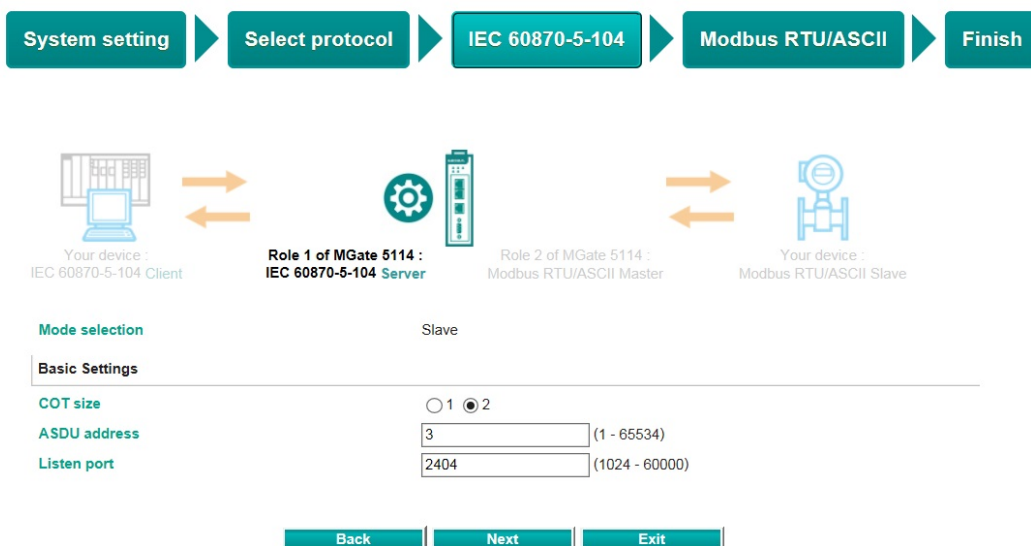 System setting
Select protocol
IEC 60870-5-104
Modbus RTU/ASCII
Finish
Your device :
IEC 60870-5-104 Client
Role 1 of MGate 5114 :
IEC 60870-5-104 Server
Role 2 of MGate 5114 :
Modbus RTU/ASCII Master
Your device :
Modbus RTU/ASCII Slave
Mode selection Slave
Basic Settings
COT size 1 2
ASDU address 3 (1 - 65534)
Listen port 2404 (1024 - 60000)
Back Next Exit